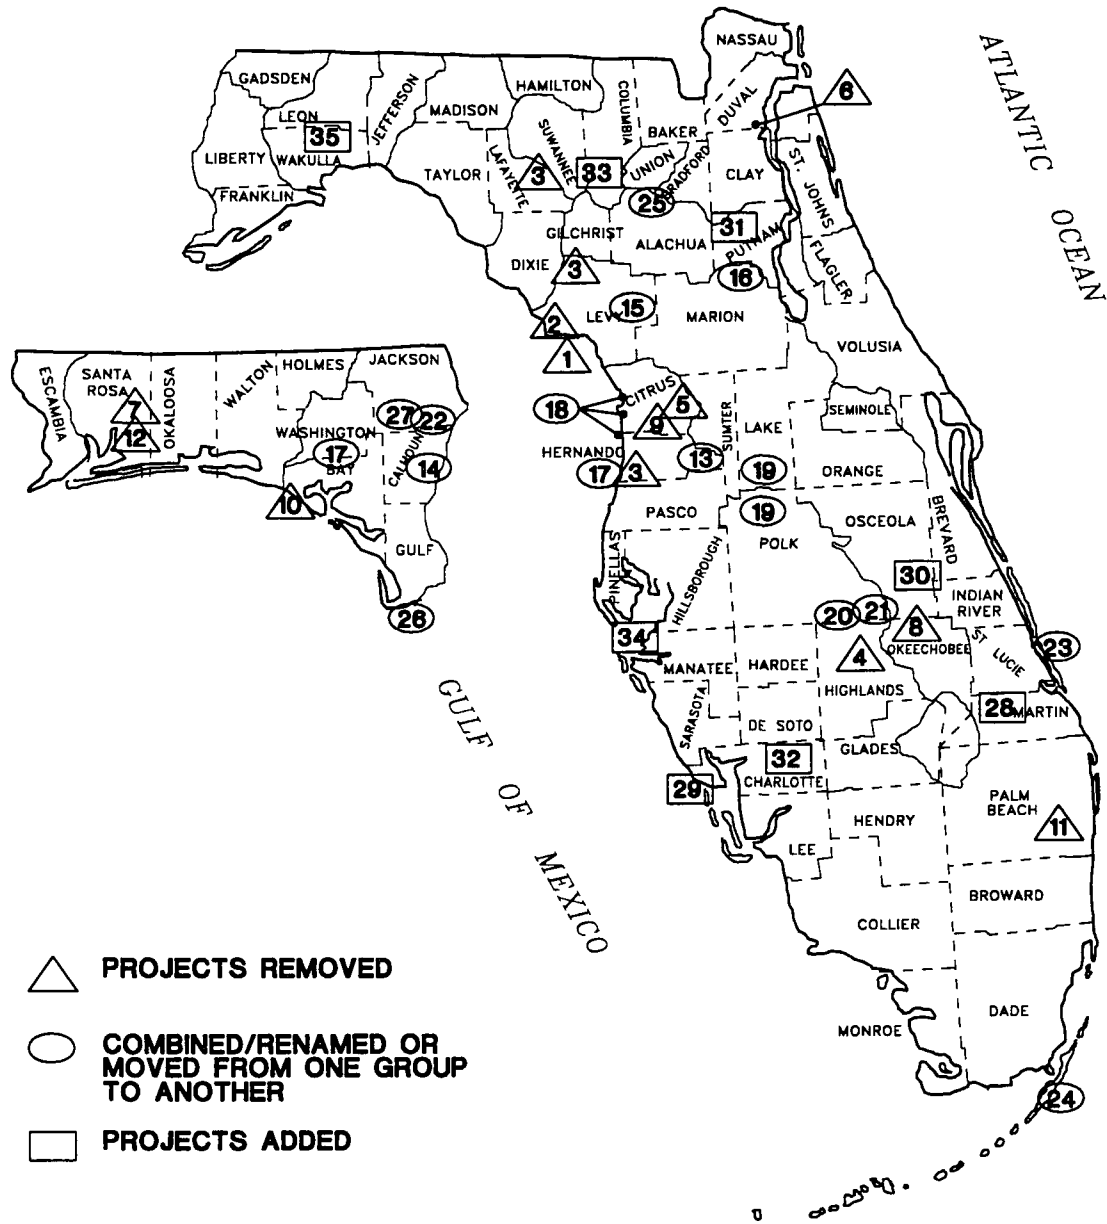 NASSAU
ATLANTIC
OCEAN
GADSDEN
HAMILTON
COLUMBIA
DUVAL
6
LEON
JEFFERSON
MADISON
BAKER
35
SUWANNEE
LIBERTY
WAKULLA
TAYLOR
LAFAYETTE
3
33
UNION
BRADFORD
CLAY
ST. JOHNS
FRANKLIN
25
31
PUTNAM
GILCHRIST
ALACHUA
FLAGLER
DIXIE
3
16
15
2
LEVY
MARION
VOLUSIA
1
JACKSON
HOLMES
ESCAMBIA
SANTA
ROSA
OKALOOSA
WALTON
CITRUS
7
27
22
18
5
SUMTER
SEMINOLE
12
WASHINGTON
9
LAKE
CALHOUN
17
BAY
14
HERNANDO
17
3
13
19
ORANGE
10
PASCO
19
OSCEOLA
BREVARD
GULF
PINELLAS
HILLSBOROUGH
POLK
30
INDIAN
RIVER
26
20
21
34
8
ST
LUCIE
23
4
OKEECHOBEE
MANATEE
HARDEE
HIGHLANDS
GULF
OF
MEXICO
SARASOTA
DE SOTO
28
MARTIN
GLADES
32
CHARLOTTE
29
PALM
BEACH
HENDRY
11
LEE
BROWARD
COLLIER
DADE
MONROE
24
PROJECTS REMOVED
COMBINED/RENAMED OR
MOVED FROM ONE GROUP
TO ANOTHER
PROJECTS ADDED